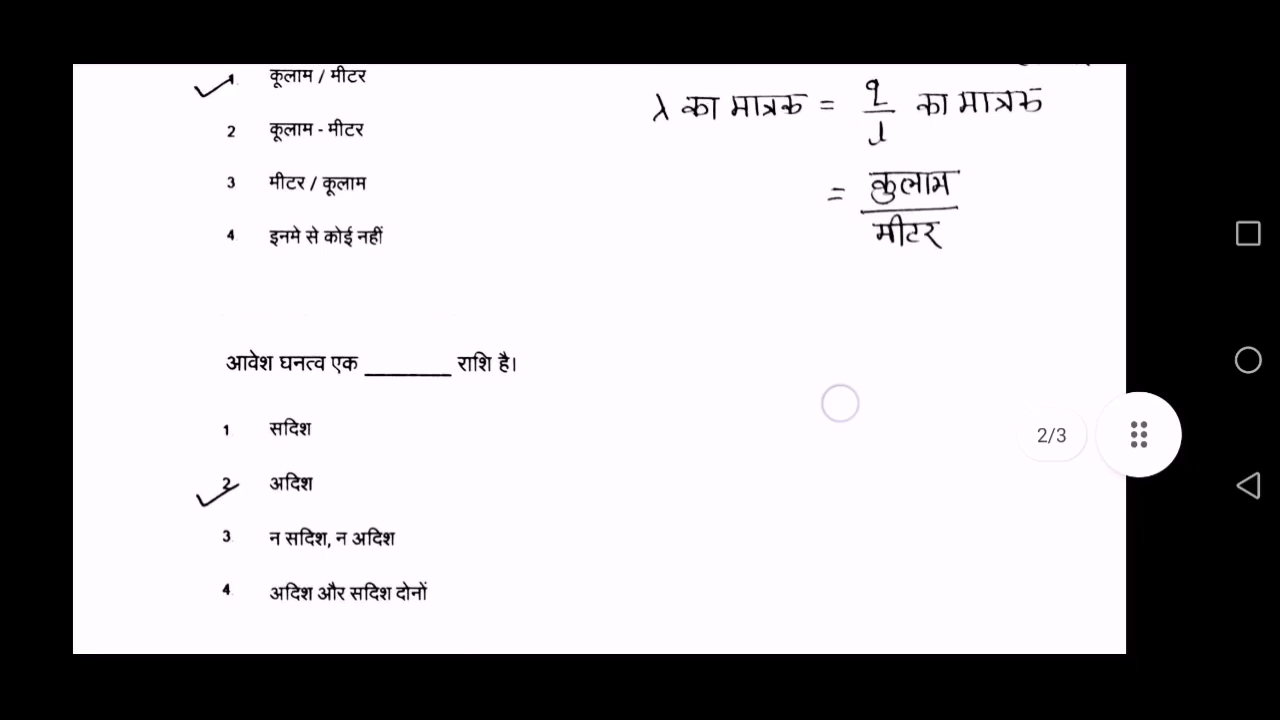 1 कूलाम / मीटर
λ का मात्रक = q/l का मात्रक
2 कूलाम - मीटर
3 मीटर / कूलाम
= कुलाम/मीटर
4 इनमे से कोई नहीं
आवेश घनत्व एक ________ राशि है।
1 सदिश
2 अदिश
2/3
3 न सदिश, न अदिश
4 अदिश और सदिश दोनों